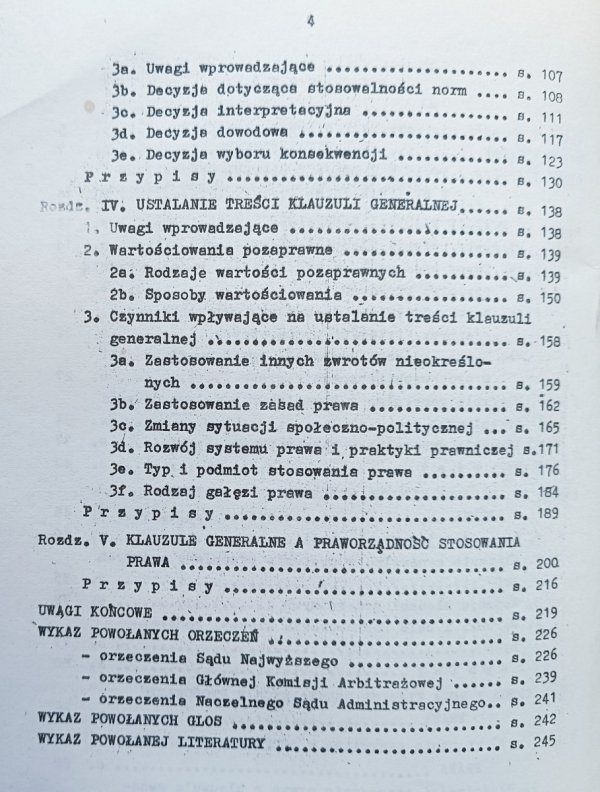 4
3a. Uwagi wprowadzające ........................ s. 107
3b. Decyzja dotycząca stosowalności norm .... s. 108
3c. Decyzja interpretacyjna ................... s. 111
3d. Decyzja dowodowa ........................... s. 117
3e. Decyzja wyboru konsekwencji .............. s. 123
P r z y p i s y .................................. s. 130
Rozdz. IV. USTALANIE TREŚCI KLAUZULI GENERALNEJ...... s. 138
1. Uwagi wprowadzające ......................... s. 138
2. Wartościowania pozaprawne .................. s. 139
2a. Rodzaje wartości pozaprawnych ........... s. 139
2b. Sposoby wartościowania .................. s. 150
3. Czynniki wpływające na ustalanie treści klauzuli
generalnej .................................. s. 158
3a. Zastosowanie innych zwrotów nieokreślo-
nych .................................... s. 159
3b. Zastosowanie zasad prawa ................ s. 162
3c. Zmiany sytuacji społeczno-politycznej ... s. 165
3d. Rozwój systemu prawa i praktyki prawniczej s.171
3e. Typ i podmiot stosowania prawa .......... s. 176
3f. Rodzaj gałęzi prawa ..................... s. 184
P r z y p i s y ................................. s. 189
Rozdz. V. KLAUZULE GENERALNE A PRAWORZĄDNOŚĆ STOSOWANIA
PRAWA ........................................ s. 200
P r z y p i s y ................................. s. 216
UWAGI KOŃCOWE ........................................ s. 219
WYKAZ POWOŁANYCH ORZECZEŃ ........................... s. 226
- orzeczenia Sądu Najwyższego ................... s. 226
- orzeczenia Głównej Komisji Arbitrażowej ...... s. 239
- orzeczenia Naczelnego Sądu Administracyjnego.. s. 241
WYKAZ POWOŁANYCH GLOS ................................ s. 242
WYKAZ POWOŁANEJ LITERATURY .......................... s. 245